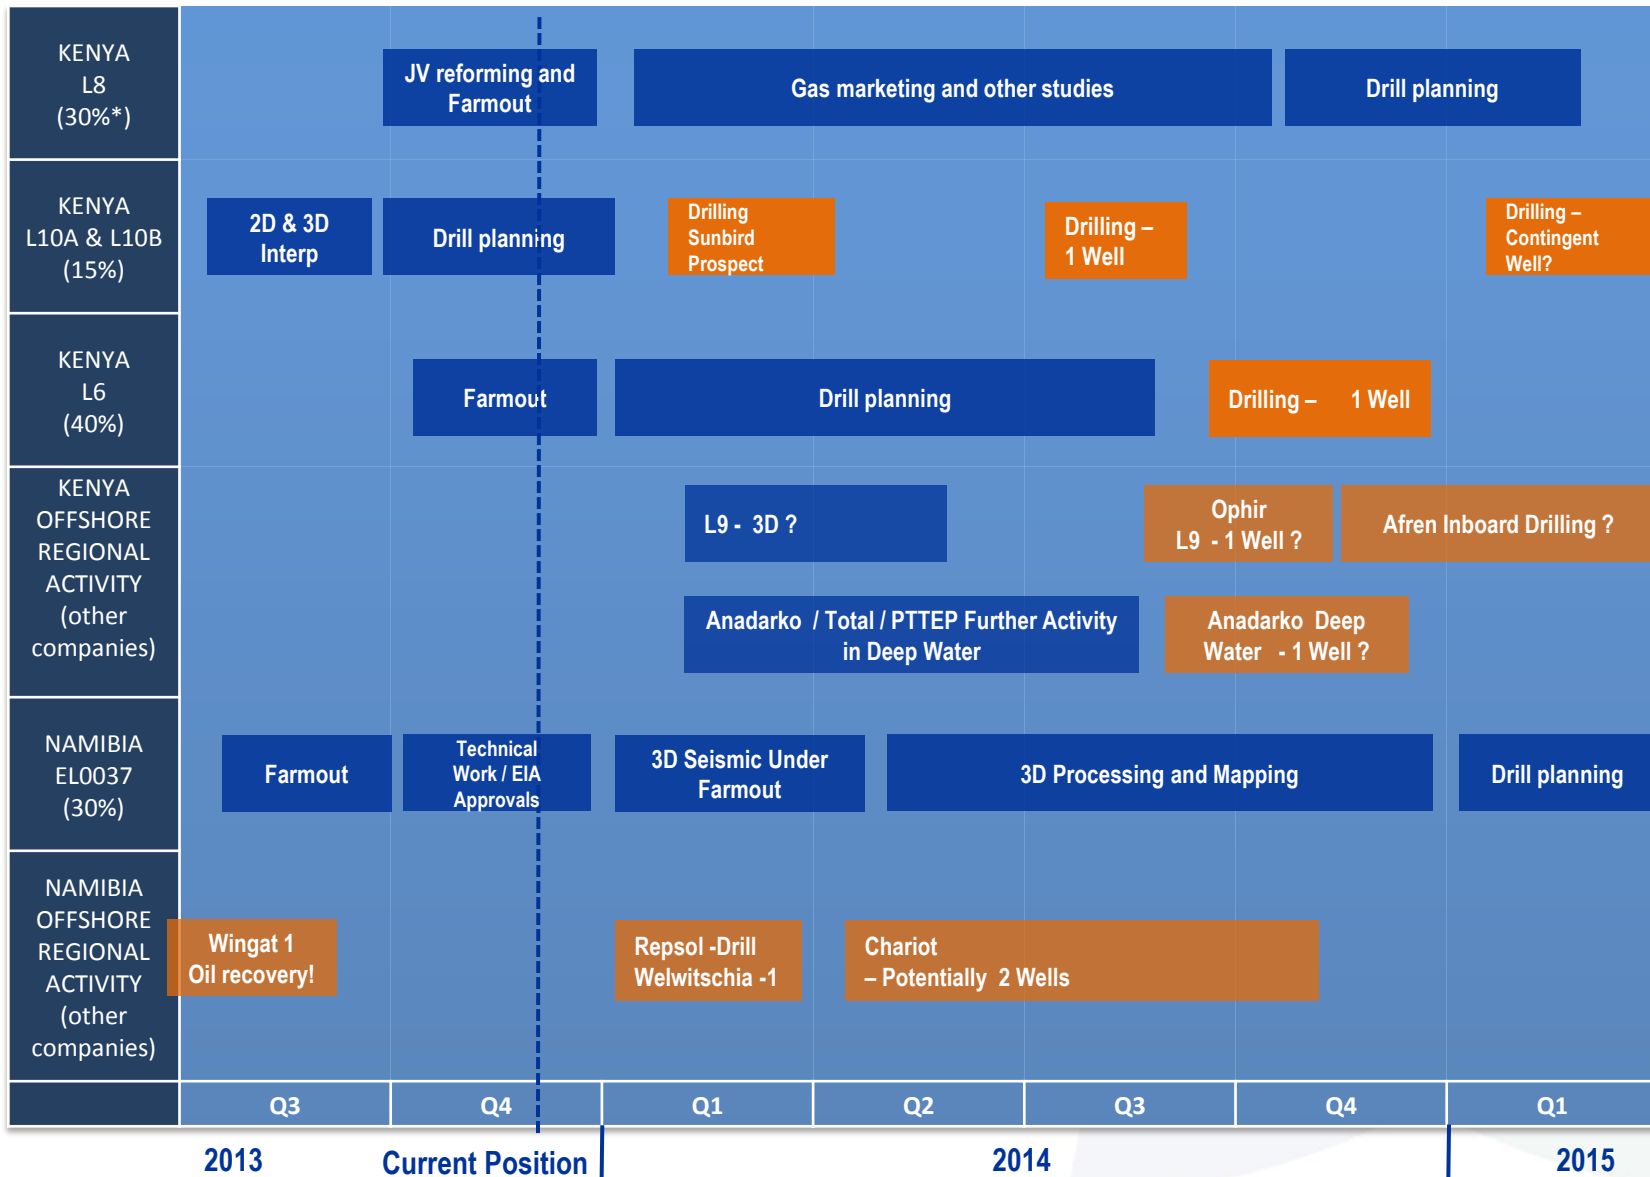 KENYA
L8
(30%*)
JV reforming and
Farmout
Gas marketing and other studies
Drill planning
KENYA
L10A & L10B
(15%)
2D & 3D
Interp
Drill planning
Drilling
Sunbird
Prospect
Drilling –
1 Well
Drilling –
Contingent
Well?
KENYA
L6
(40%)
Farmout
Drill planning
Drilling – 1 Well
KENYA
OFFSHORE
REGIONAL
ACTIVITY
(other
companies)
L9 - 3D ?
Ophir
L9 - 1 Well ?
Afren Inboard Drilling ?
Anadarko / Total / PTTEP Further Activity
in Deep Water
Anadarko Deep
Water - 1 Well ?
NAMIBIA
EL0037
(30%)
Farmout
Technical
Work / EIA
Approvals
3D Seismic Under
Farmout
3D Processing and Mapping
Drill planning
NAMIBIA
OFFSHORE
REGIONAL
ACTIVITY
(other
companies)
Wingat 1
Oil recovery!
Repsol -Drill
Welwitschia -1
Chariot
– Potentially 2 Wells
Q3 Q4 Q1 Q2 Q3 Q4 Q1
2013 Current Position 2014 2015